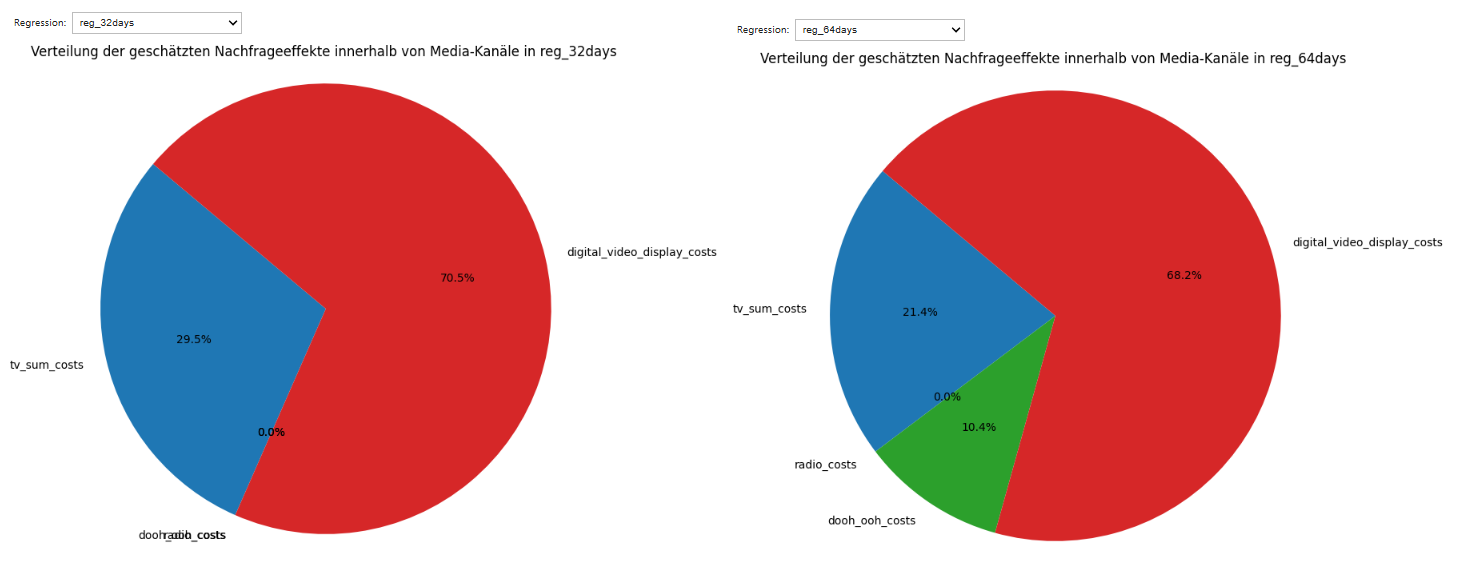 Regression: reg_32days
Verteilung der geschätzten Nachfrageeffekte innerhalb von Media-Kanäle in reg_32days
digital_video_display_costs
70.5%
29.5%
tv_sum_costs
0.0%
dooh_ooh_costs
radio_costs
Regression: reg_64days
Verteilung der geschätzten Nachfrageeffekte innerhalb von Media-Kanäle in reg_64days
digital_video_display_costs
68.2%
tv_sum_costs
21.4%
0.0%
10.4%
radio_costs
dooh_ooh_costs